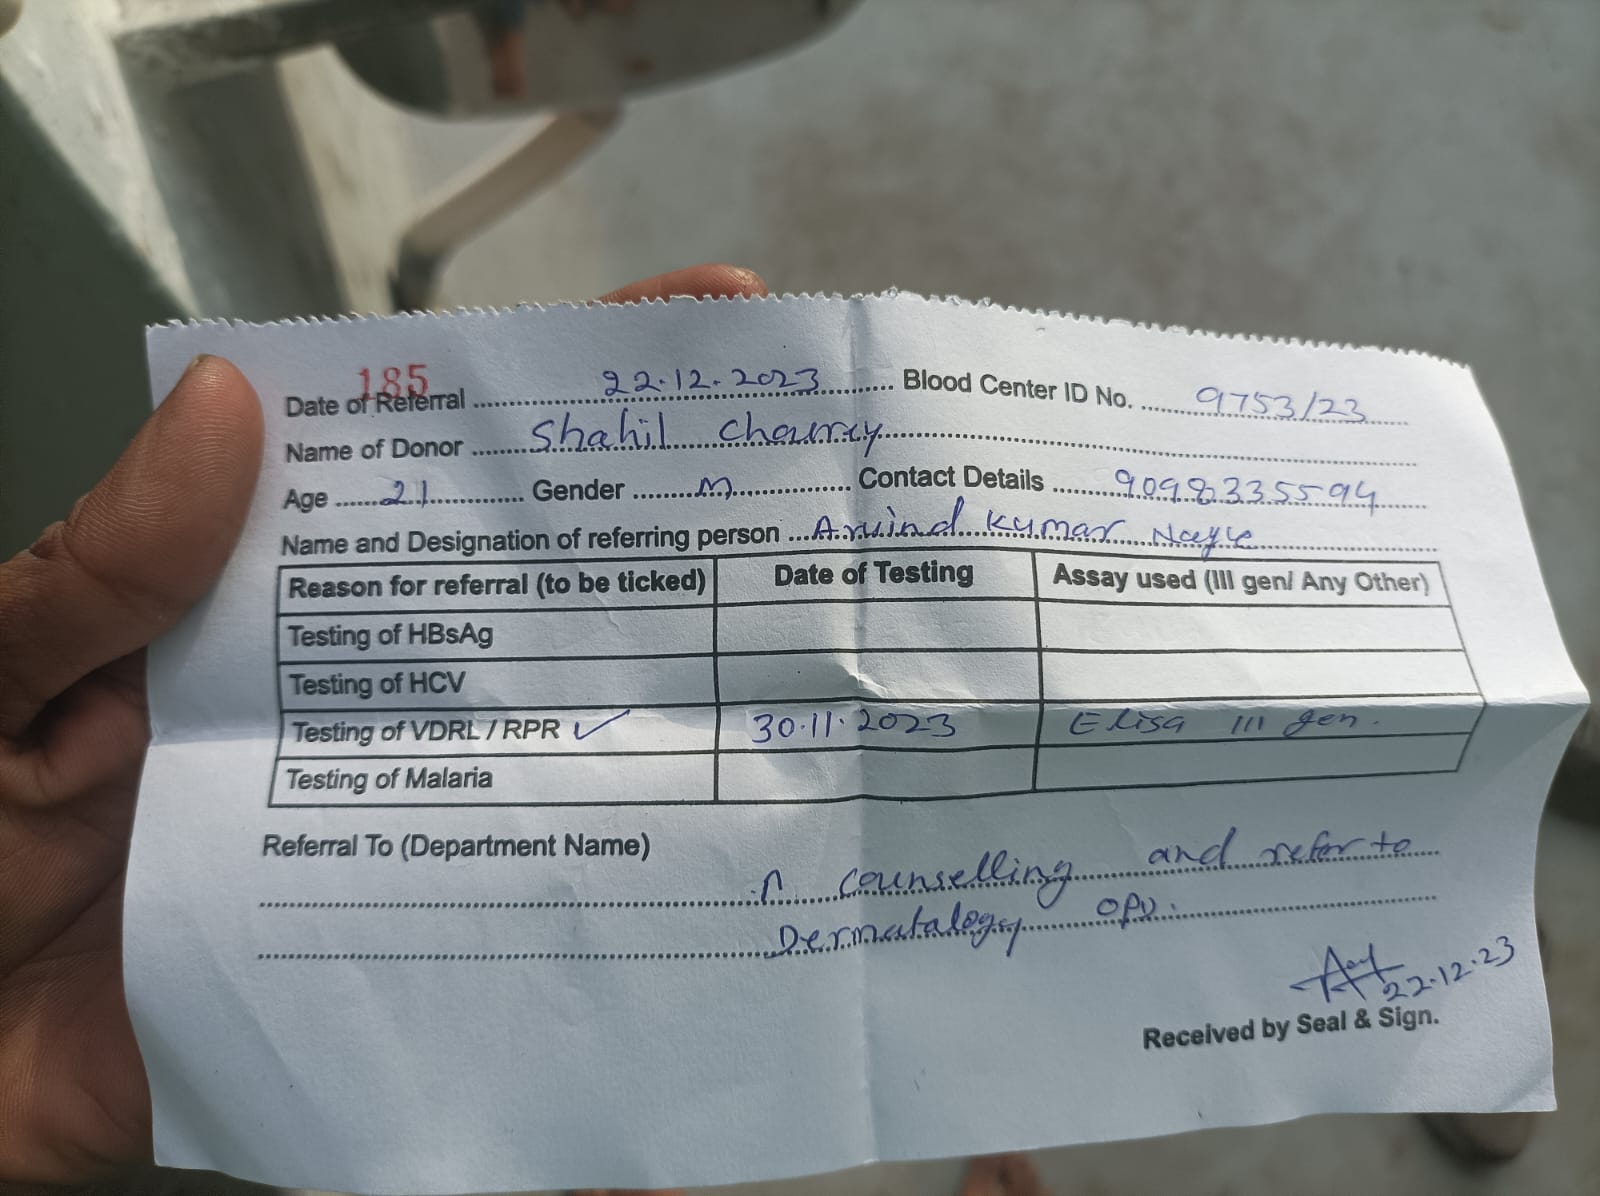 185
Date of Referral ........ 22.12.2023 ........ Blood Center ID No. ........ 9753/23
Name of Donor ........ Shahil
Age ...... 21 ........ Gender ........ M ........ Contact Details ........ 9098335594
Name and Designation of referring person ... Arvind Kumar
Reason for referral (to be ticked) Date of Testing Assay used (III gen/ Any Other)
Testing of HBsAg
Testing of HCV
Testing of VDRL / RPR ✓ 30.11.2023 Elisa III gen.
Testing of Malaria
Referral To (Department Name)
counselling and refer to
Dermatalogy OPD.
22.12.23
Received by Seal & Sign.